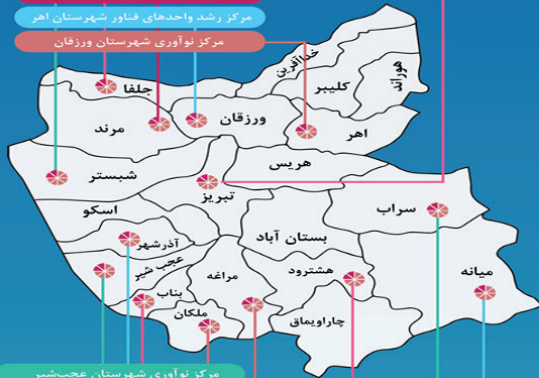 مرکز رشد واحدهای فناور شهرستان اهر
مرکز نوآوری شهرستان ورزقان
خداآفرین
هوراند
کلیبر
جلفا
ورزقان
مرند
اهر
هریس
شبستر
تبریز
اسکو
سراب
آذرشهر
بستان آباد
عجب شیر
مراغه
هشترود
میانه
بناب
ملکان
چاراویماق
مرکز نوآوری شهرستان عجب‌شیر